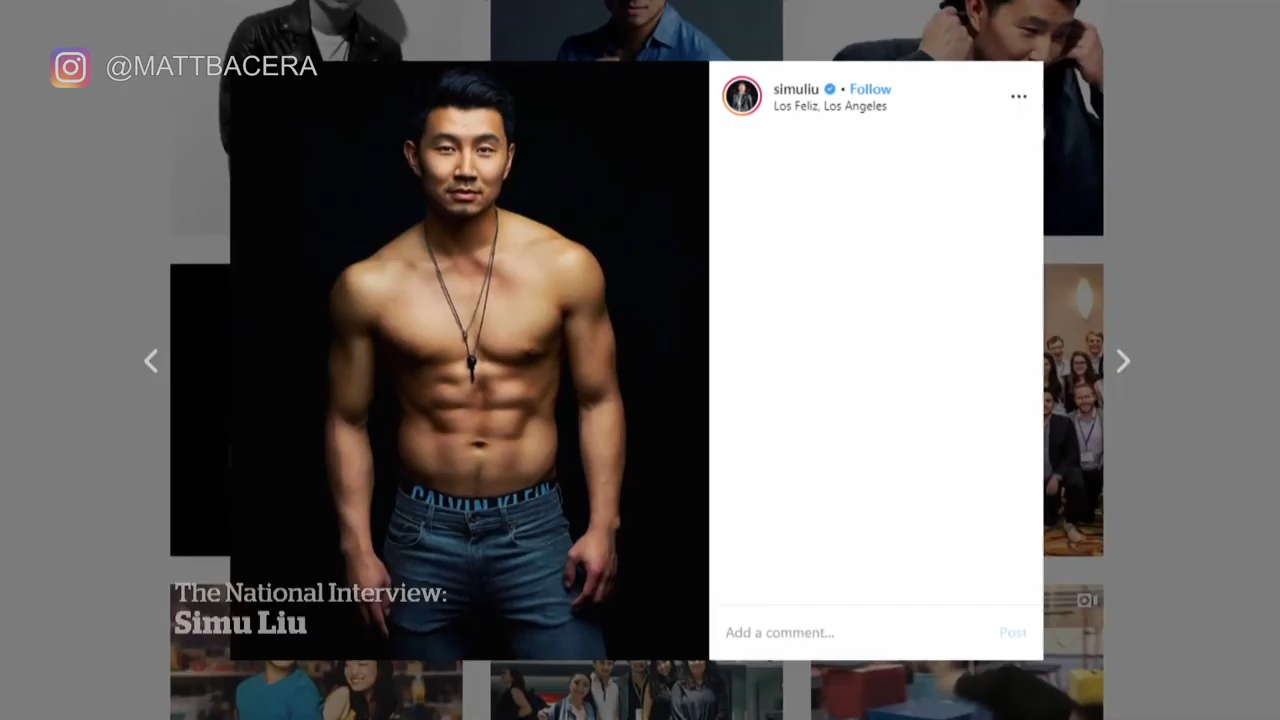 @MATTBACERA
simuliu • Follow
Los Feliz, Los Angeles
CALVIN KLEIN
The National Interview:
Simu Liu
Add a comment...
Post